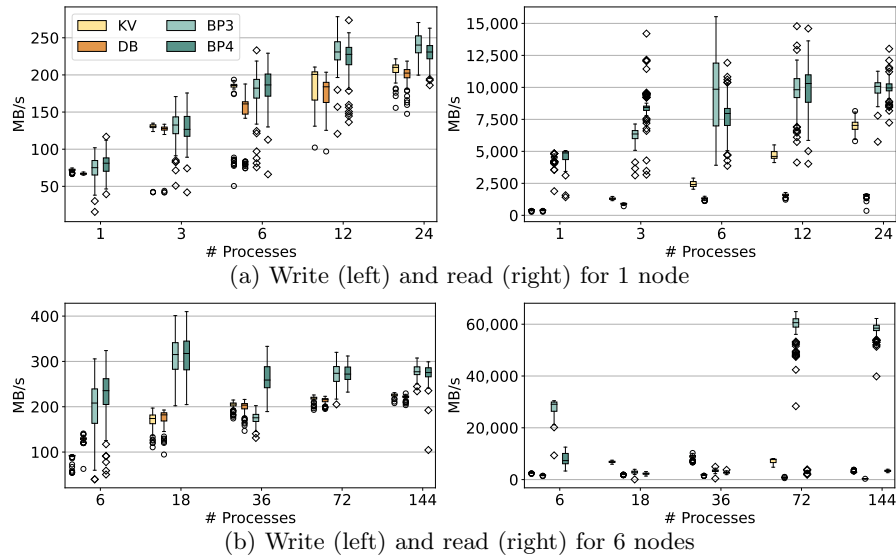 KV BP3
DB BP4
250
200
150
100
50
MB/s
1 3 6 12 24
# Processes
15,000
12,500
10,000
7,500
5,000
2,500
0
MB/s
1 3 6 12 24
# Processes
(a) Write (left) and read (right) for 1 node
400
300
200
100
MB/s
6 18 36 72 144
# Processes
60,000
40,000
20,000
0
MB/s
6 18 36 72 144
# Processes
(b) Write (left) and read (right) for 6 nodes